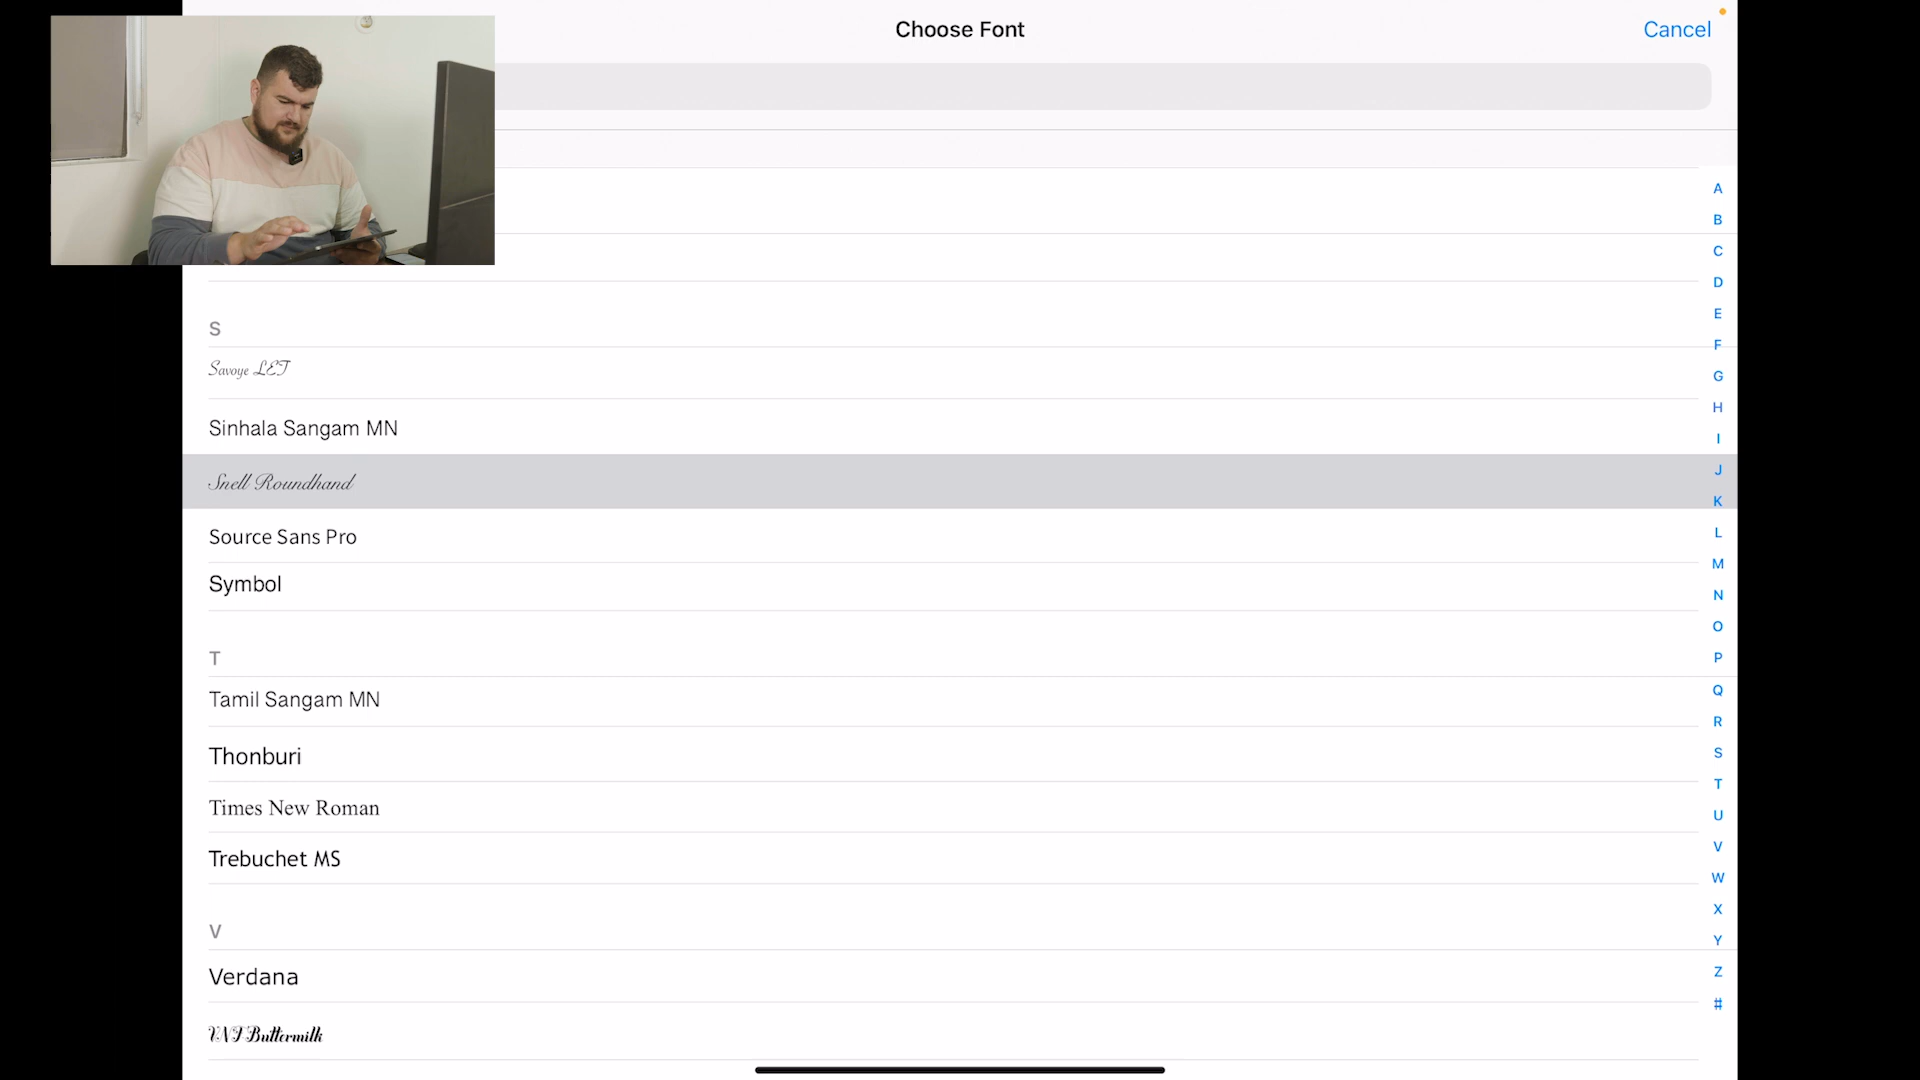 Choose Font
Cancel
S
Savoye LET
Sinhala Sangam MN
Snell Roundhand
Source Sans Pro
Symbol
T
Tamil Sangam MN
Thonburi
Times New Roman
Trebuchet MS
V
Verdana
VNI Buttermilk
A
B
C
D
E
F
G
H
I
J
K
L
M
N
O
P
Q
R
S
T
U
V
W
X
Y
Z
#